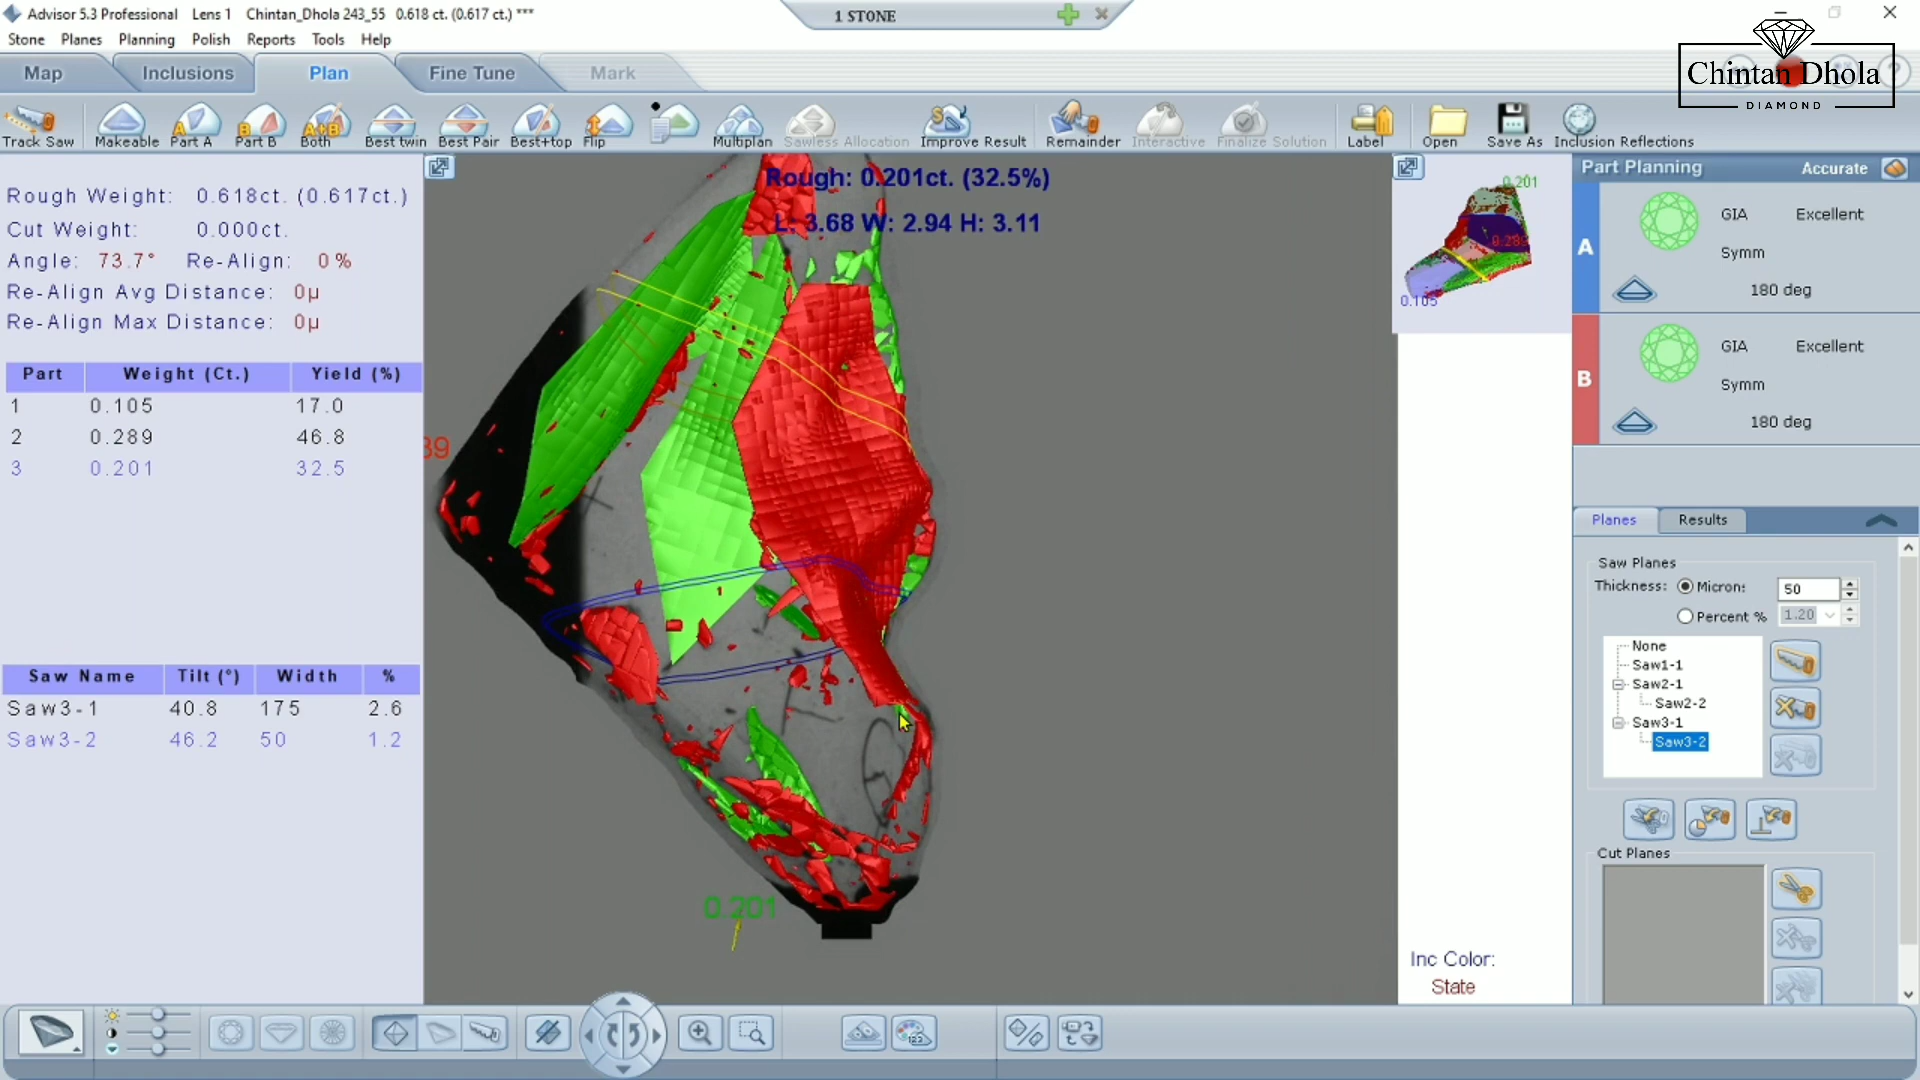 Advisor 5.3 Professional Lens 1 Chintan_Dhola 243_55 0.618 ct. (0.617 ct.) ***
1 STONE
Stone Planes Planning Polish Reports Tools Help
Chintan Dhola
DIAMOND
Map Inclusions Plan Fine Tune Mark
Track Saw Makeable Part A Part B Both Best twin Best Pair Best+top Flip Multiplan Sawless Allocation Improve Result Remainder Interactive Finalize Solution Label Open Save As Inclusion Reflections
Rough Weight: 0.618ct. (0.617ct.)
Cut Weight: 0.000ct.
Angle: 73.7° Re-Align: 0%
Re-Align Avg Distance: 0µ
Re-Align Max Distance: 0µ
Part Weight (Ct.) Yield (%)
1 0.105 17.0
2 0.289 46.8
3 0.201 32.5
Saw Name Tilt (°) Width %
Saw3-1 40.8 175 2.6
Saw3-2 46.2 50 1.2
Rough: 0.201ct. (32.5%)
L: 3.68 W: 2.94 H: 3.11
39
0.201
0.201
0.289
0.105
Inc Color:
State
Part Planning Accurate
A
GIA Excellent
Symm
180 deg
B
GIA Excellent
Symm
180 deg
Planes Results
Saw Planes
Thickness: Micron: 50
Percent % 1.20
None
Saw1-1
Saw2-1
Saw2-2
Saw3-1
Saw3-2
Cut Planes